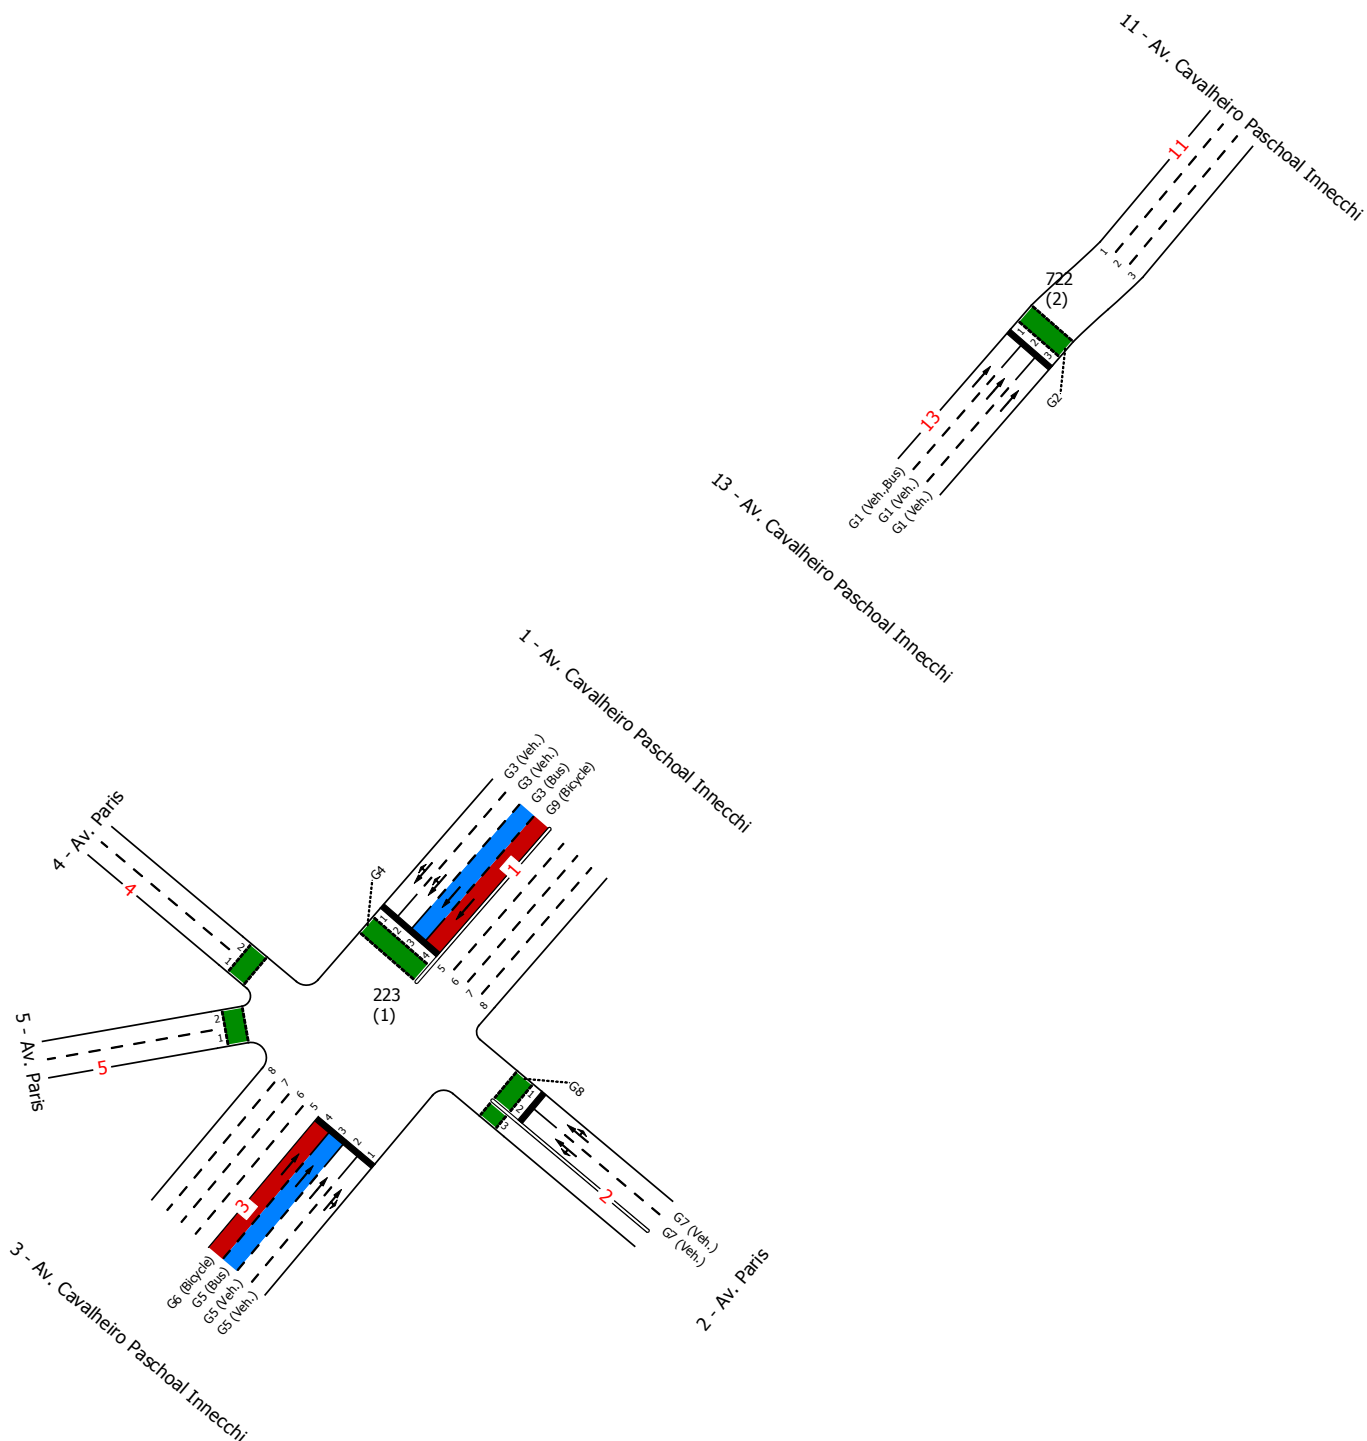 11 - Av. Cavalheiro Paschoal Innecchi
11
1
2
3
722
(2)
1
2
3
G2
13
G1 (Veh.,Bus)
G1 (Veh.)
G1 (Veh.)
13 - Av. Cavalheiro Paschoal Innecchi
1 - Av. Cavalheiro Paschoal Innecchi
G3 (Veh.)
G3 (Veh.)
G3 (Bus)
G9 (Bicycle)
1
G4
1
2
3
4
5
6
7
8
223
(1)
4 - Av. Paris
4
2
1
5 - Av. Paris
5
2
1
8
7
6
5
4
3
2
1
3
G6 (Bicycle)
G5 (Bus)
G5 (Veh.)
G5 (Veh.)
3 - Av. Cavalheiro Paschoal Innecchi
G8
1
2
3
2
G7 (Veh.)
G7 (Veh.)
2 - Av. Paris